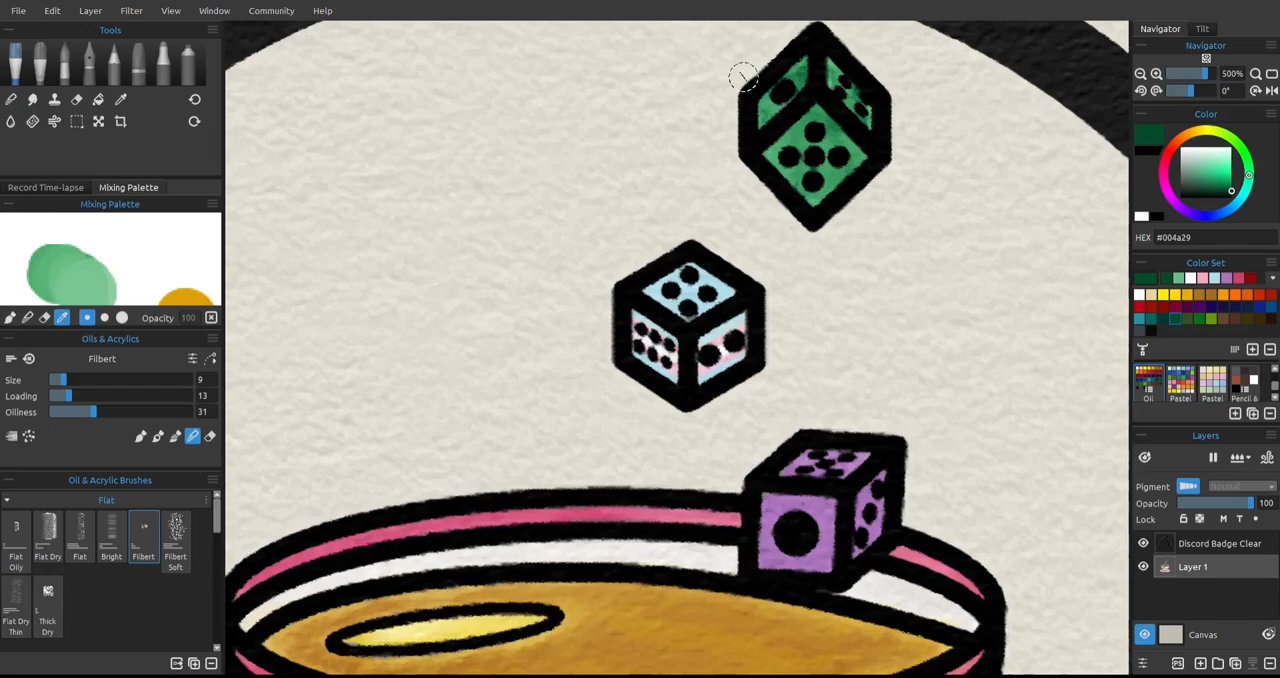 File Edit View Layer Filter Window Community Help
Tools
Record Time-lapse Mixing Palette
Mixing Palette
Opacity 100
Oils & Acrylics
Filbert
Size 9
Loading 13
Oiliness 31
Oil & Acrylic Brushes
Flat
Flat Oily Flat Dry Flat Bright Filbert Filbert Soft
Flat Dry Thin Thick Dry
Navigator Tilt
Navigator
500%
0°
Color
HEX #004a29
Color Set
Oil Pastel Pastel Pencil &
Layers
Pigment Normal
Opacity 100
Lock M T
Discord Badge Clear
Layer 1
Canvas
PS